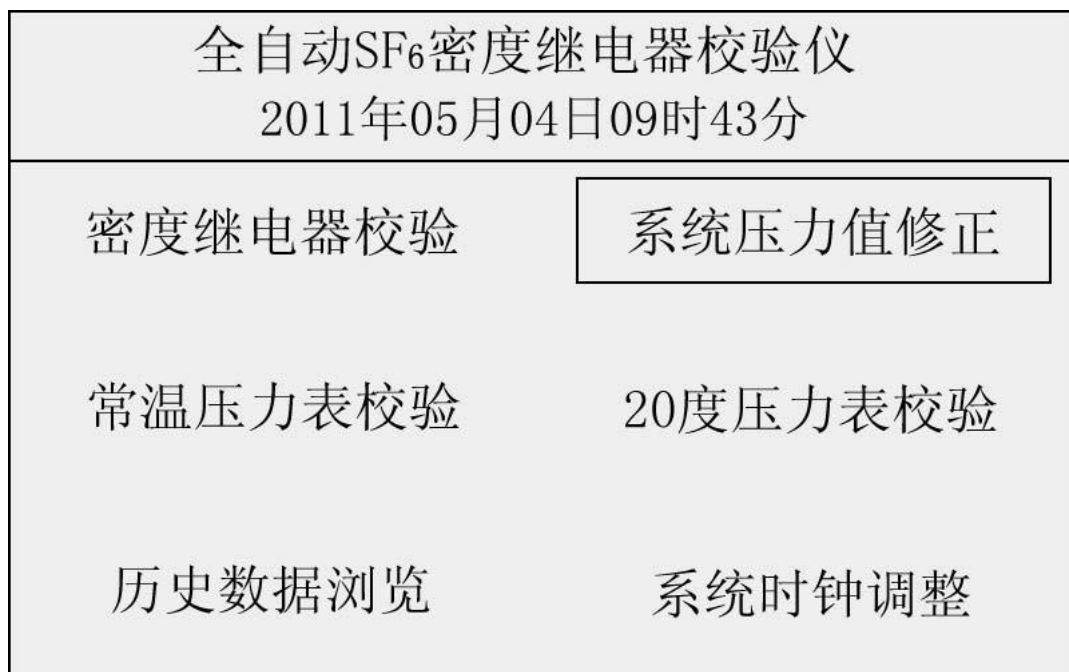 全自动SF₆密度继电器校验仪
2011年05月04日09时43分
密度继电器校验
系统压力值修正
常温压力表校验
20度压力表校验
历史数据浏览
系统时钟调整